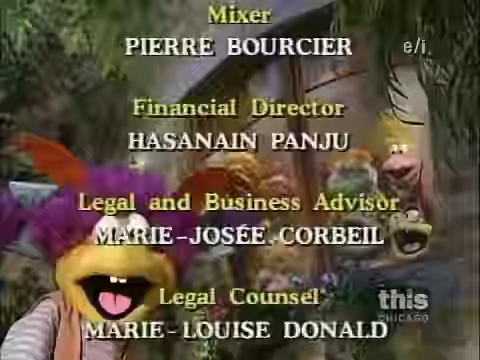 Mixer
PIERRE BOURCIER
e/i
Financial Director
HASANAIN PANJU
Legal and Business Advisor
MARIE-JOSÉE CORBEIL
Legal Counsel
this
CHICAGO
MARIE-LOUISE DONALD